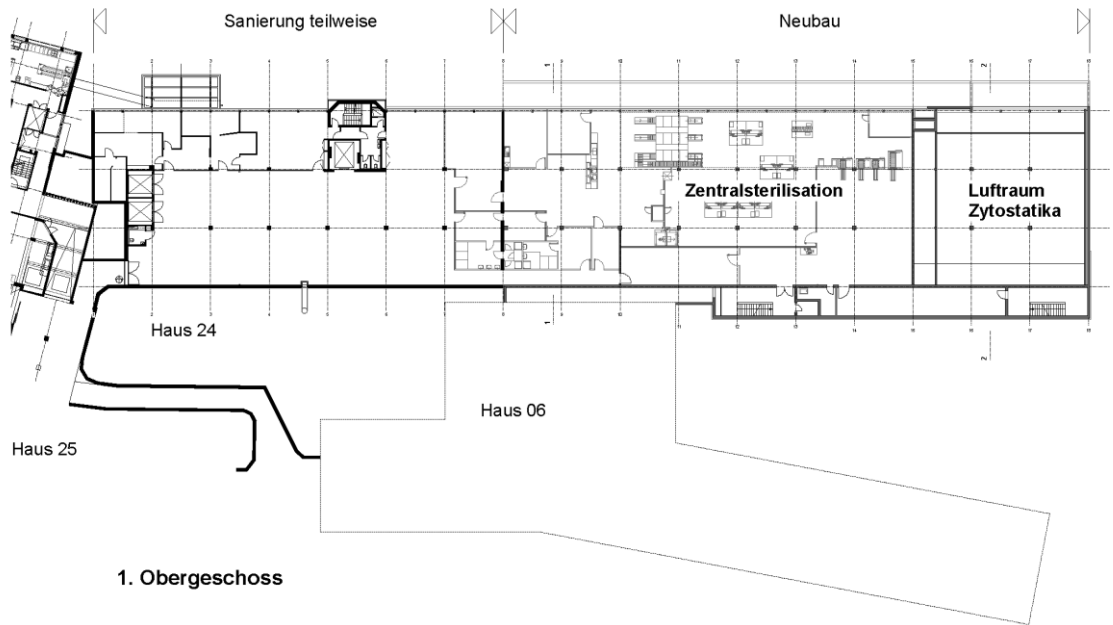 Sanierung teilweise
Neubau
Zentralsterilisation
Luftraum
Zytostatika
Haus 24
Haus 06
Haus 25
1. Obergeschoss